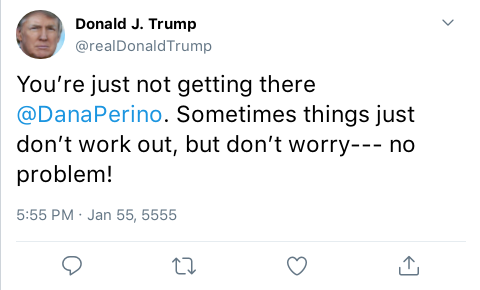 Donald J. Trump
@realDonaldTrump
You’re just not getting there
@DanaPerino. Sometimes things just
don’t work out, but don’t worry--- no
problem!
5:55 PM · Jan 55, 5555